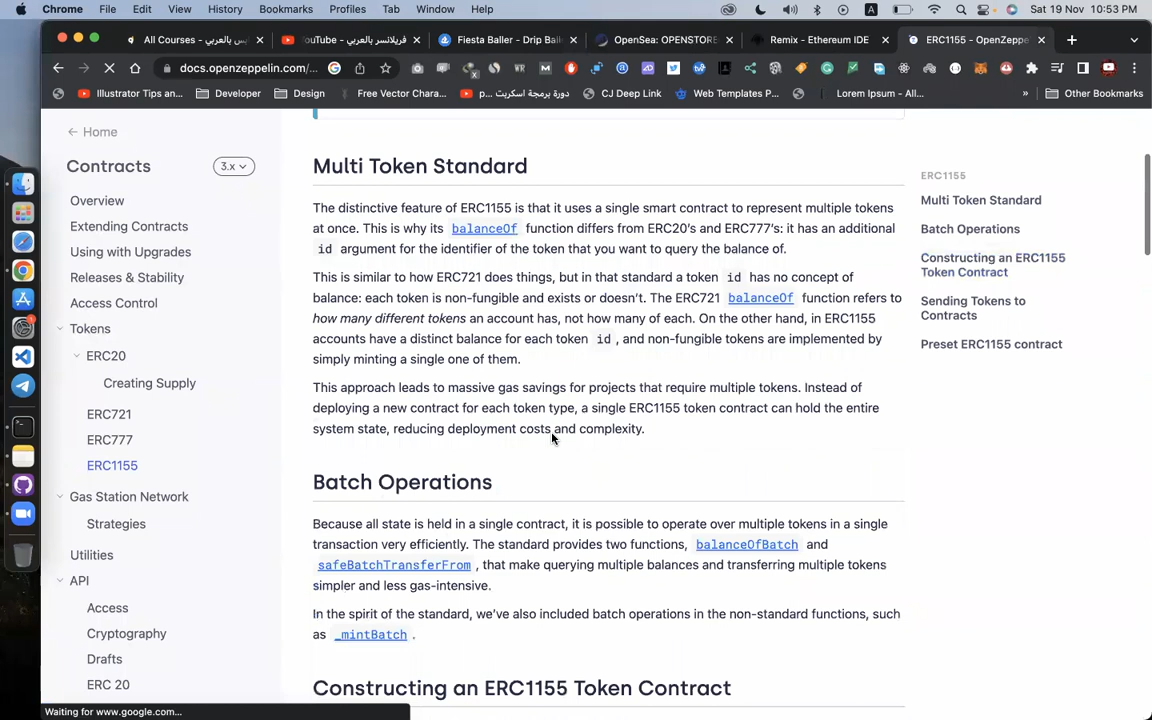 Chrome File Edit View History Bookmarks Profiles Tab Window Help Sat 19 Nov 10:53 PM
All Courses - يس بالعربي YouTube - فريلانسر بالعربي Fiesta Baller - Drip Ball OpenSea: OPENSTORE Remix - Ethereum IDE ERC1155 - OpenZeppe
docs.openzeppelin.com/...
Illustrator Tips an... Developer Design Free Vector Chara... دورة برمجة اسكربت p... CJ Deep Link Web Templates P... Lorem Ipsum - All... » Other Bookmarks
← Home
Contracts
3.x
Overview
Extending Contracts
Using with Upgrades
Releases & Stability
Access Control
Tokens
ERC20
Creating Supply
ERC721
ERC777
ERC1155
Gas Station Network
Strategies
Utilities
API
Access
Cryptography
Drafts
ERC 20
Multi Token Standard
The distinctive feature of ERC1155 is that it uses a single smart contract to represent multiple tokens
at once. This is why its balanceOf function differs from ERC20's and ERC777's: it has an additional
id argument for the identifier of the token that you want to query the balance of.
This is similar to how ERC721 does things, but in that standard a token id has no concept of
balance: each token is non-fungible and exists or doesn't. The ERC721 balanceOf function refers to
how many different tokens an account has, not how many of each. On the other hand, in ERC1155
accounts have a distinct balance for each token id , and non-fungible tokens are implemented by
simply minting a single one of them.
This approach leads to massive gas savings for projects that require multiple tokens. Instead of
deploying a new contract for each token type, a single ERC1155 token contract can hold the entire
system state, reducing deployment costs and complexity.
Batch Operations
Because all state is held in a single contract, it is possible to operate over multiple tokens in a single
transaction very efficiently. The standard provides two functions, balanceOfBatch and
safeBatchTransferFrom , that make querying multiple balances and transferring multiple tokens
simpler and less gas-intensive.
In the spirit of the standard, we've also included batch operations in the non-standard functions, such
as _mintBatch .
Constructing an ERC1155 Token Contract
ERC1155
Multi Token Standard
Batch Operations
Constructing an ERC1155
Token Contract
Sending Tokens to
Contracts
Preset ERC1155 contract
Waiting for www.google.com...